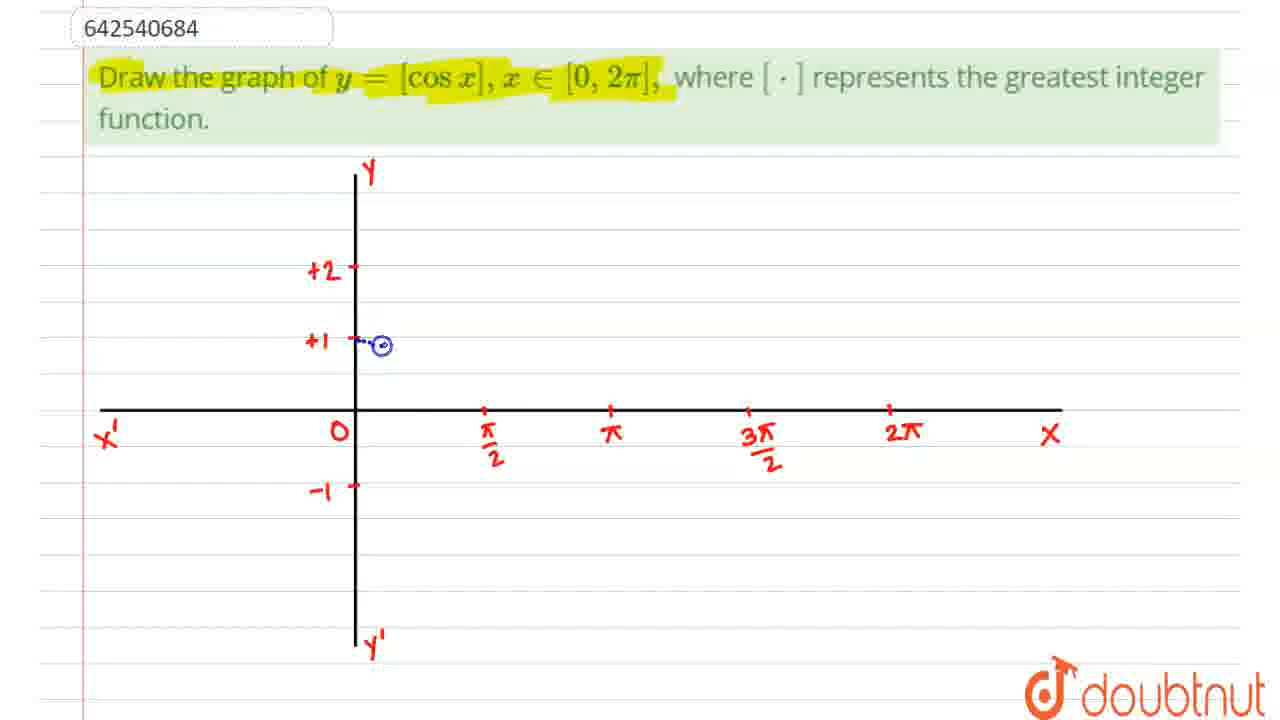 642540684
Draw the graph of y = [cos x], x ∈ [0, 2π], where [ · ] represents the greatest integer
function.
Y
+2
+1
X' O π/2 π 3π/2 2π X
-1
Y'
doubtnut